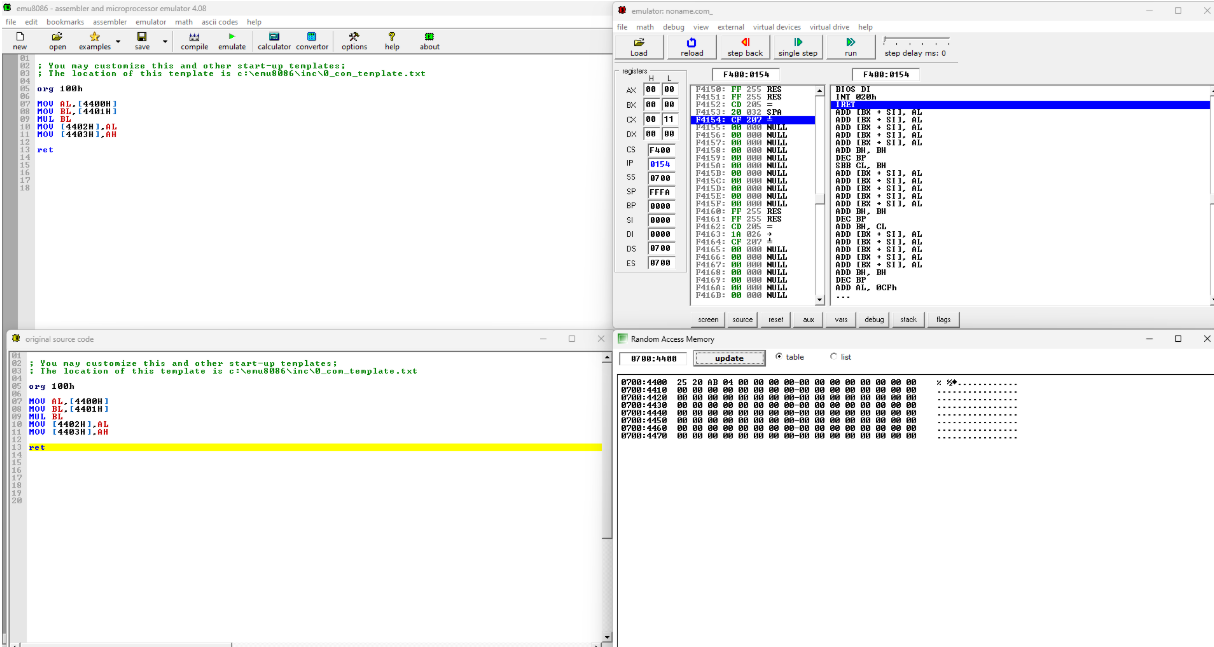 emu8086 - assembler and microprocessor emulator 4.08
file edit bookmarks assembler emulator math ascii codes help
new open examples save compile emulate calculator convertor options help about
01
02 ; You may customize this and other start-up templates;
03 ; The location of this template is c:\emu8086\inc\0_com_template.txt
04
05 org 100h
06
07 MOV AL,[4400H]
08 MOV BL,[4401H]
09 MUL BL
10 MOV [4402H],AL
11 MOV [4403H],AH
12
13 ret
14
15
16
17
18
emulator: noname.com_
file math debug view external virtual devices virtual drive help
Load reload step back single step run step delay ms: 0
registers F400:0154 F400:0154
H L
AX 00 00
BX 00 00
CX 00 11
DX 00 00
CS F400
IP 0154
SS 0700
SP FFFA
BP 0000
SI 0000
DI 0000
DS 0700
ES 0700
F4150: FF 255 RES
F4151: FF 255 RES
F4152: CD 205 =
F4153: 20 032 SPA
F4154: CF 207 ╧
F4155: 00 000 NULL
F4156: 00 000 NULL
F4157: 00 000 NULL
F4158: 00 000 NULL
F4159: 00 000 NULL
F415A: 00 000 NULL
F415B: 00 000 NULL
F415C: 00 000 NULL
F415D: 00 000 NULL
F415E: 00 000 NULL
F415F: 00 000 NULL
F4160: FF 255 RES
F4161: FF 255 RES
F4162: CD 205 =
F4163: 1A 026 →
F4164: CF 207 ╧
F4165: 00 000 NULL
F4166: 00 000 NULL
F4167: 00 000 NULL
F4168: 00 000 NULL
F4169: 00 000 NULL
F416A: 00 000 NULL
F416B: 00 000 NULL
BIOS DI
INT 020h
IRET
ADD [BX + SI], AL
ADD [BX + SI], AL
ADD [BX + SI], AL
ADD [BX + SI], AL
ADD [BX + SI], AL
ADD BH, BH
DEC BP
SBB CL, BH
ADD [BX + SI], AL
ADD [BX + SI], AL
ADD [BX + SI], AL
ADD [BX + SI], AL
ADD [BX + SI], AL
ADD BH, BH
DEC BP
ADD BH, CL
ADD [BX + SI], AL
ADD [BX + SI], AL
ADD [BX + SI], AL
ADD [BX + SI], AL
ADD [BX + SI], AL
ADD BH, BH
DEC BP
ADD AL, 0CFh
...
screen source reset aux vars debug stack flags
original source code
01
02 ; You may customize this and other start-up templates;
03 ; The location of this template is c:\emu8086\inc\0_com_template.txt
04
05 org 100h
06
07 MOV AL,[4400H]
08 MOV BL,[4401H]
09 MUL BL
10 MOV [4402H],AL
11 MOV [4403H],AH
12
13 ret
14
15
16
17
18
19
20
Random Access Memory
0700:4400 update table list
0700:4400 25 20 AD 04 00 00 00 00-00 00 00 00 00 00 00 00 % ½♦............
0700:4410 00 00 00 00 00 00 00 00-00 00 00 00 00 00 00 00 ................
0700:4420 00 00 00 00 00 00 00 00-00 00 00 00 00 00 00 00 ................
0700:4430 00 00 00 00 00 00 00 00-00 00 00 00 00 00 00 00 ................
0700:4440 00 00 00 00 00 00 00 00-00 00 00 00 00 00 00 00 ................
0700:4450 00 00 00 00 00 00 00 00-00 00 00 00 00 00 00 00 ................
0700:4460 00 00 00 00 00 00 00 00-00 00 00 00 00 00 00 00 ................
0700:4470 00 00 00 00 00 00 00 00-00 00 00 00 00 00 00 00 ................